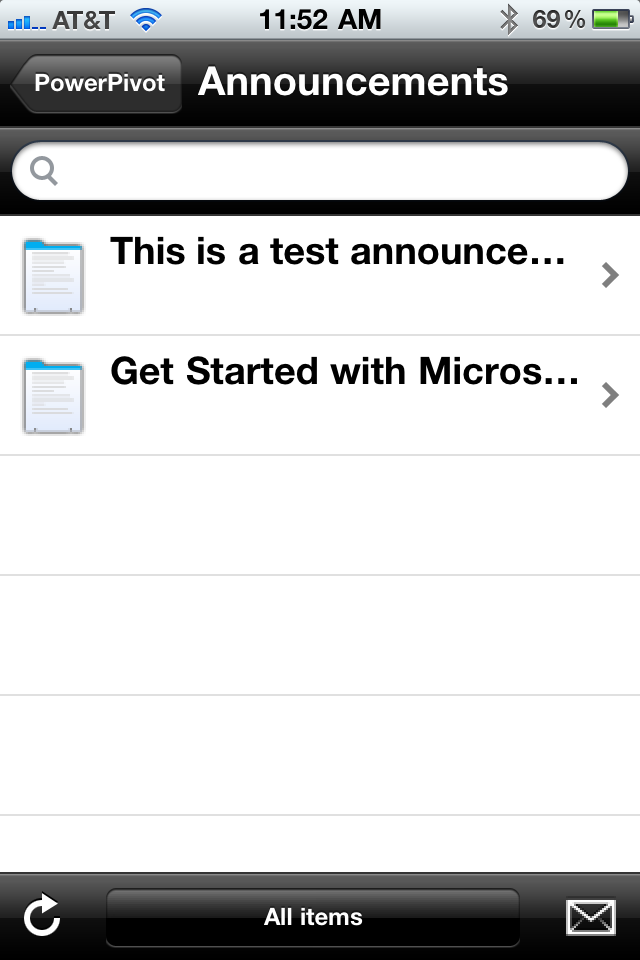 AT&T 11:52 AM 69%
PowerPivot Announcements
This is a test announce...
Get Started with Micros...
All items